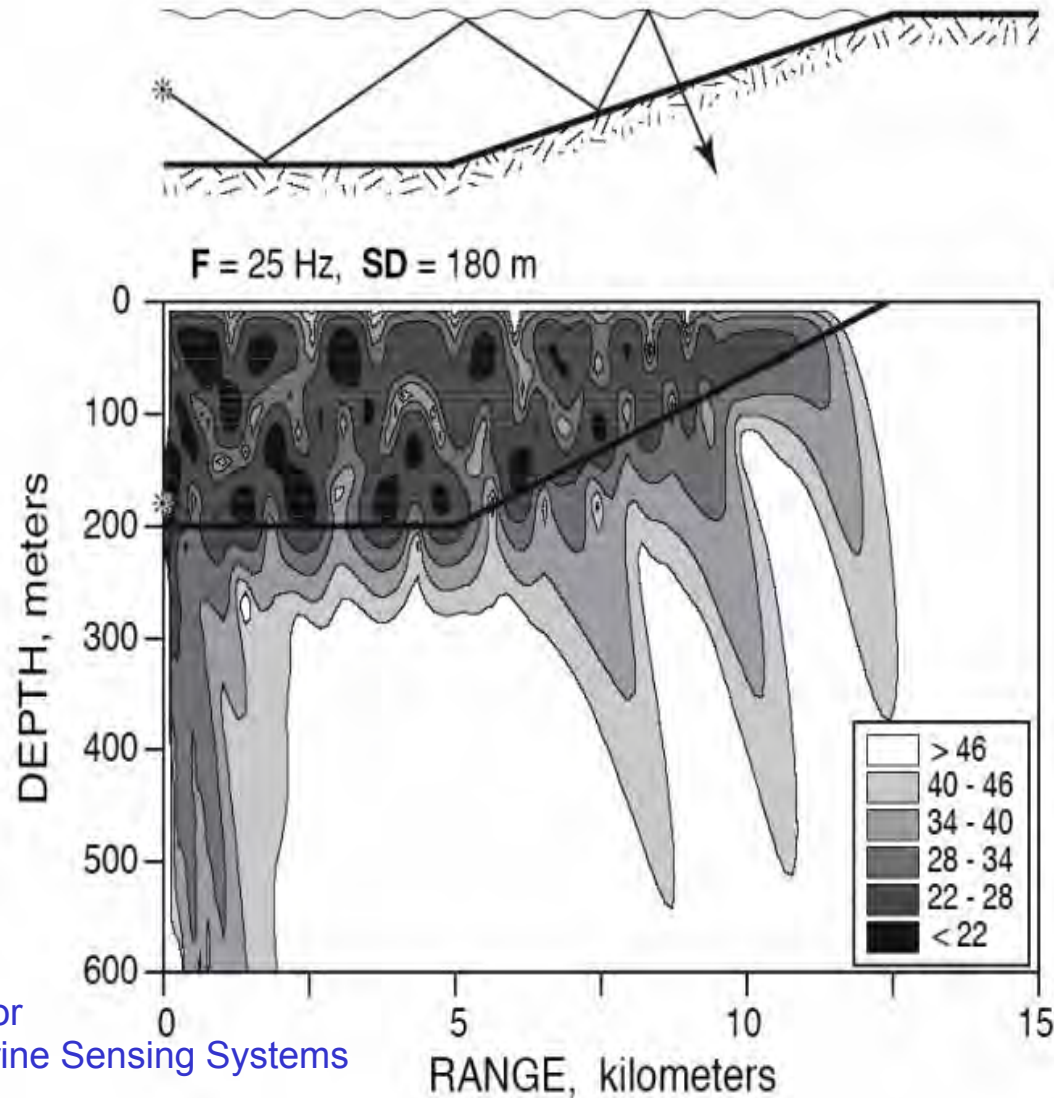 F = 25 Hz, SD = 180 m
0
100
200
300
400
500
600
DEPTH, meters
> 46
40 - 46
34 - 40
28 - 34
22 - 28
< 22
0 5 10 15
RANGE, kilometers
or
rine Sensing Systems